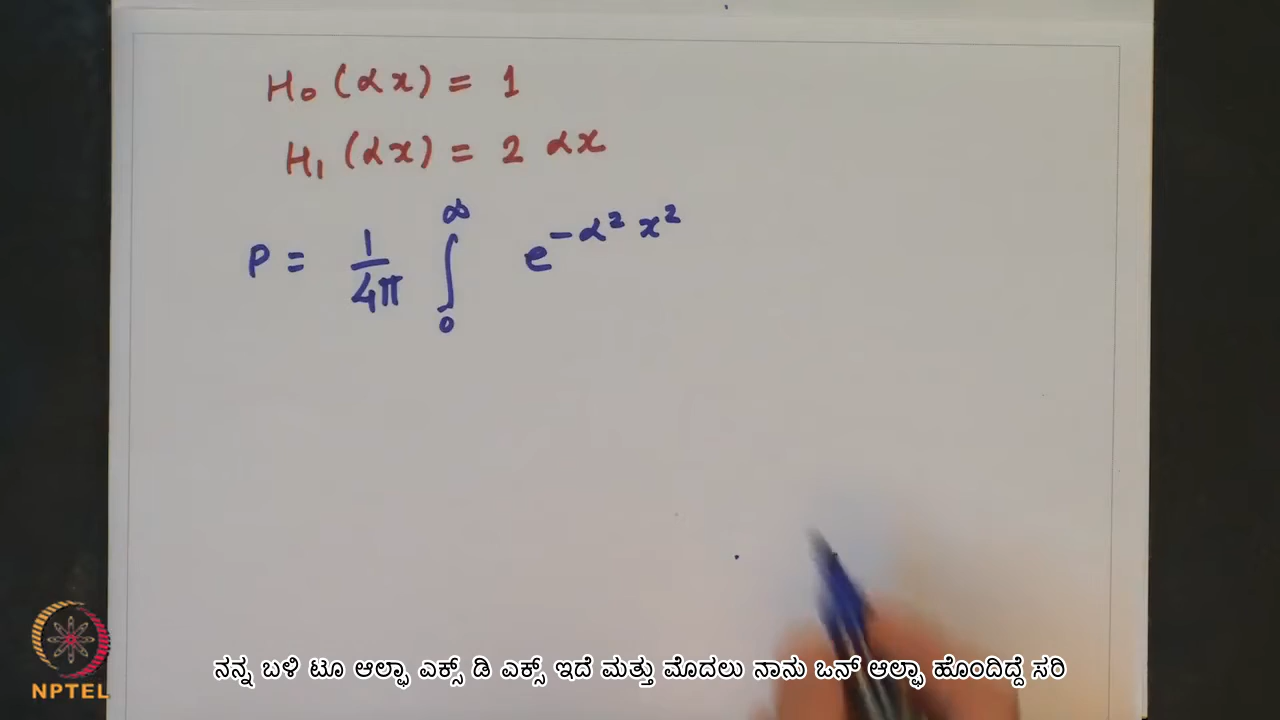 H₀ (αx) = 1
H₁ (αx) = 2 αx
P = 1/4π ∫₀^∞ e^{-α² x²}
ನನ್ನ ಬಳಿ ಟೂ ಆಲ್ಫಾ ಎಕ್ಸ್ ಡಿ ಎಕ್ಸ್ ಇದೆ ಮತ್ತು ಮೊದಲು ನಾನು ಒನ್ ಆಲ್ಫಾ ಹೊಂದಿದ್ದೆ ಸರಿ
NPTEL